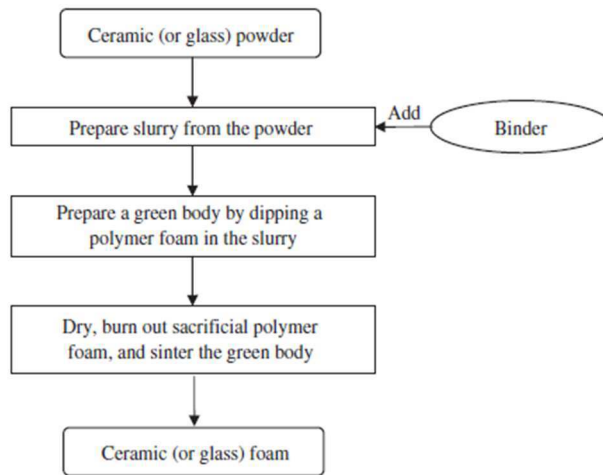 Ceramic (or glass) powder
Prepare slurry from the powder
Add
Binder
Prepare a green body by dipping a
polymer foam in the slurry
Dry, burn out sacrificial polymer
foam, and sinter the green body
Ceramic (or glass) foam